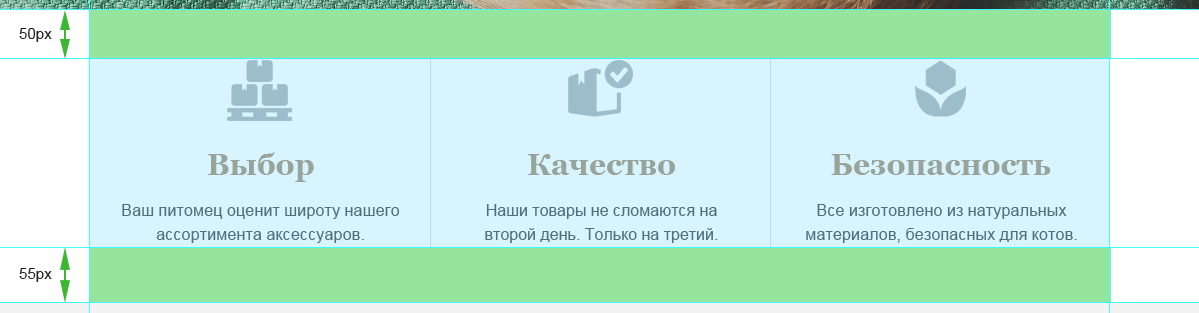 50px
Выбор
Качество
Безопасность
Ваш питомец оценит широту нашего
ассортимента аксессуаров.
Наши товары не сломаются на
второй день. Только на третий.
Все изготовлено из натуральных
материалов, безопасных для котов.
55px